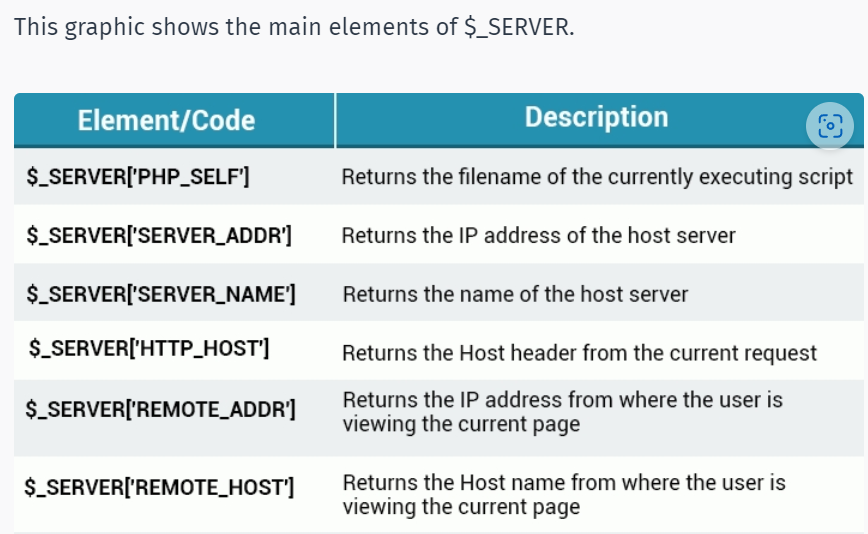 This graphic shows the main elements of $_SERVER.
Element/Code Description
$_SERVER['PHP_SELF'] Returns the filename of the currently executing script
$_SERVER['SERVER_ADDR'] Returns the IP address of the host server
$_SERVER['SERVER_NAME'] Returns the name of the host server
$_SERVER['HTTP_HOST'] Returns the Host header from the current request
$_SERVER['REMOTE_ADDR'] Returns the IP address from where the user is
viewing the current page
$_SERVER['REMOTE_HOST'] Returns the Host name from where the user is
viewing the current page